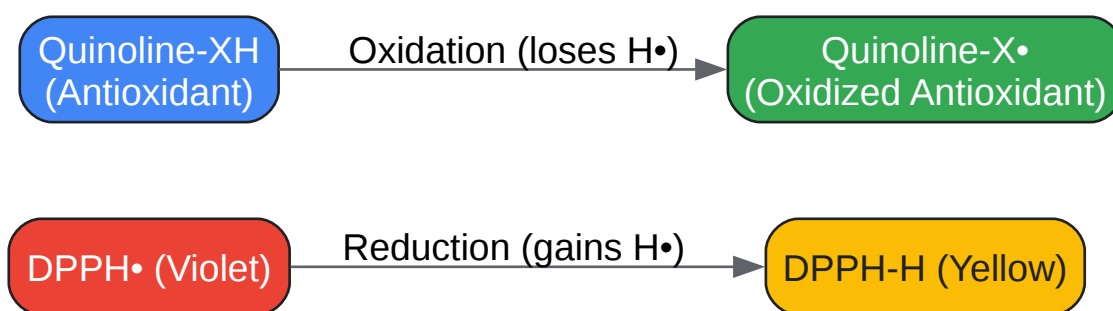 Quinoline-XH
(Antioxidant)
Oxidation (loses H•)
Quinoline-X•
(Oxidized Antioxidant)
DPPH• (Violet)
Reduction (gains H•)
DPPH-H (Yellow)